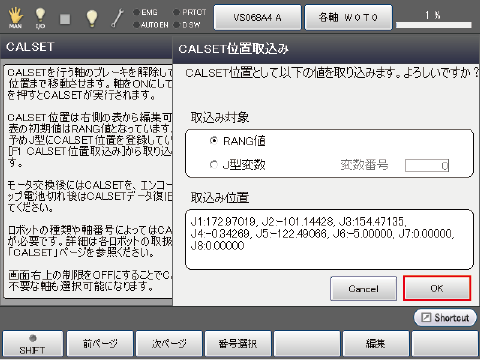 MAN
I/O
EMG
AUTO EN
PRTCT
D SW
VS068A4 A
各軸 W0T0
1 %
CALSET
CALSETを行う軸のブレーキを解除して
位置まで移動させます。軸をONにして
を押すとCALSETが実行されます。
CALSET位置は右側の表から編集可
表の初期値はRANG値となっています
予めJ型にCALSET位置を登録してい
[F1 CALSET位置取込み]から取り込
す。
モータ交換後にはCALSETを、エンコー
ップ電池切れ後はCALSETデータ復旧
てください。
ロボットの種類や軸番号によってはCA
が必要です。詳細は各ロボットの取扱
「CALSET」ページを参照ください。
画面右上の制限をOFFにすることでCA
不要な軸も選択可能になります。
CALSET位置取込み
CALSET位置として以下の値を取り込みます。よろしいですか?
取込み対象
RANG値
J型変数
変数番号
0
取込み位置
J1:172.97019, J2:-101.14428, J3:154.47135,
J4:-0.34269, J5:-122.49066, J6:-5.00000, J7:0.00000,
J8:0.00000
Cancel
OK
Shortcut
SHIFT
前ページ
次ページ
番号選択
編集